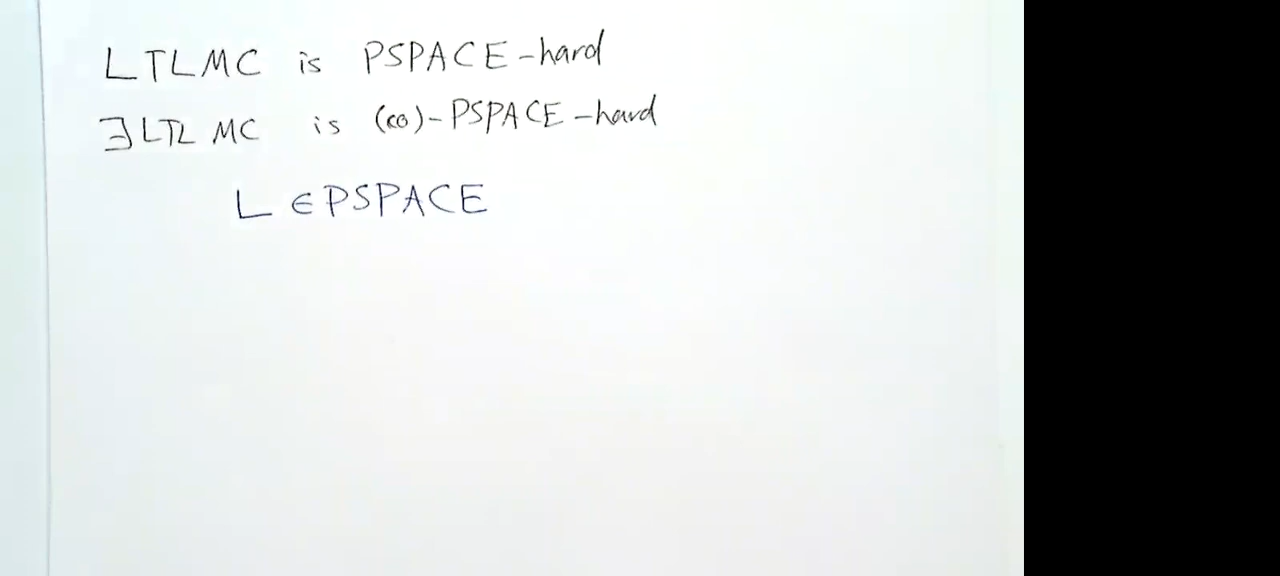 LTLMC is PSPACE-hard
∃LTL MC is (co)-PSPACE-hard
L ∈ PSPACE